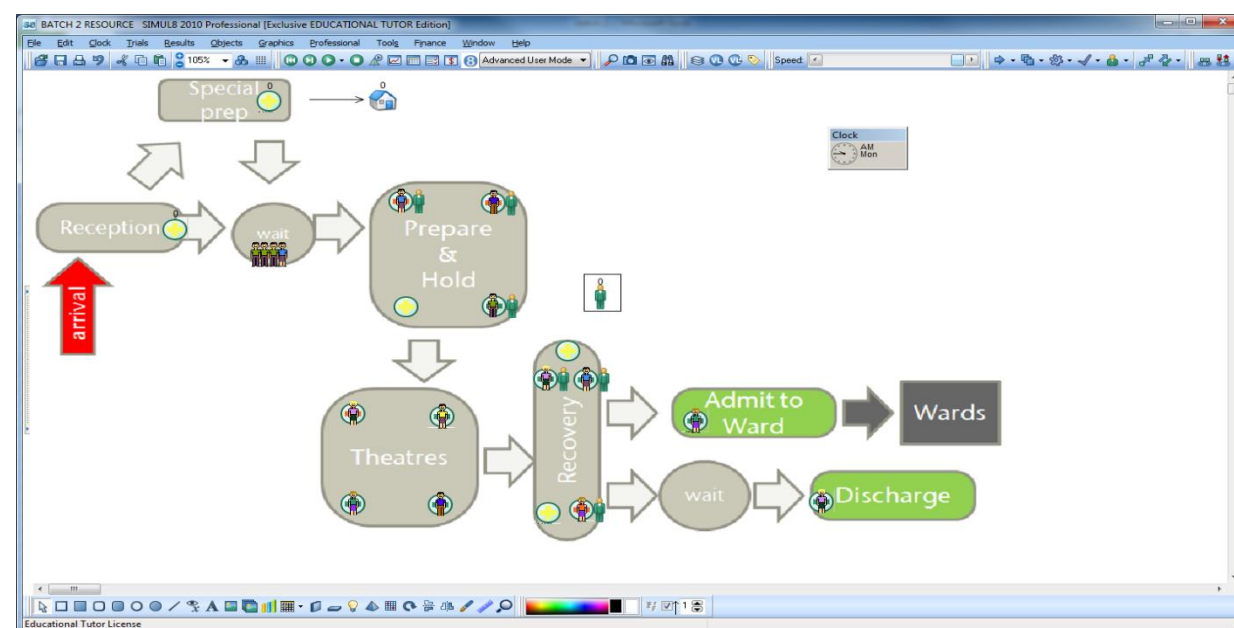 BATCH 2 RESOURCE SIMUL8 2010 Professional [Exclusive EDUCATIONAL TUTOR Edition]
File Edit Clock Trials Results Objects Graphics Professional Tools Finance Window Help
105% Advanced User Mode Speed:
Special
prep
0
0
Clock
AM
Mon
Reception
0
wait
Prepare
&
Hold
0
arrival
Theatres
Recovery
Admit to
Ward
Wards
wait
Discharge
1
Educational Tutor License